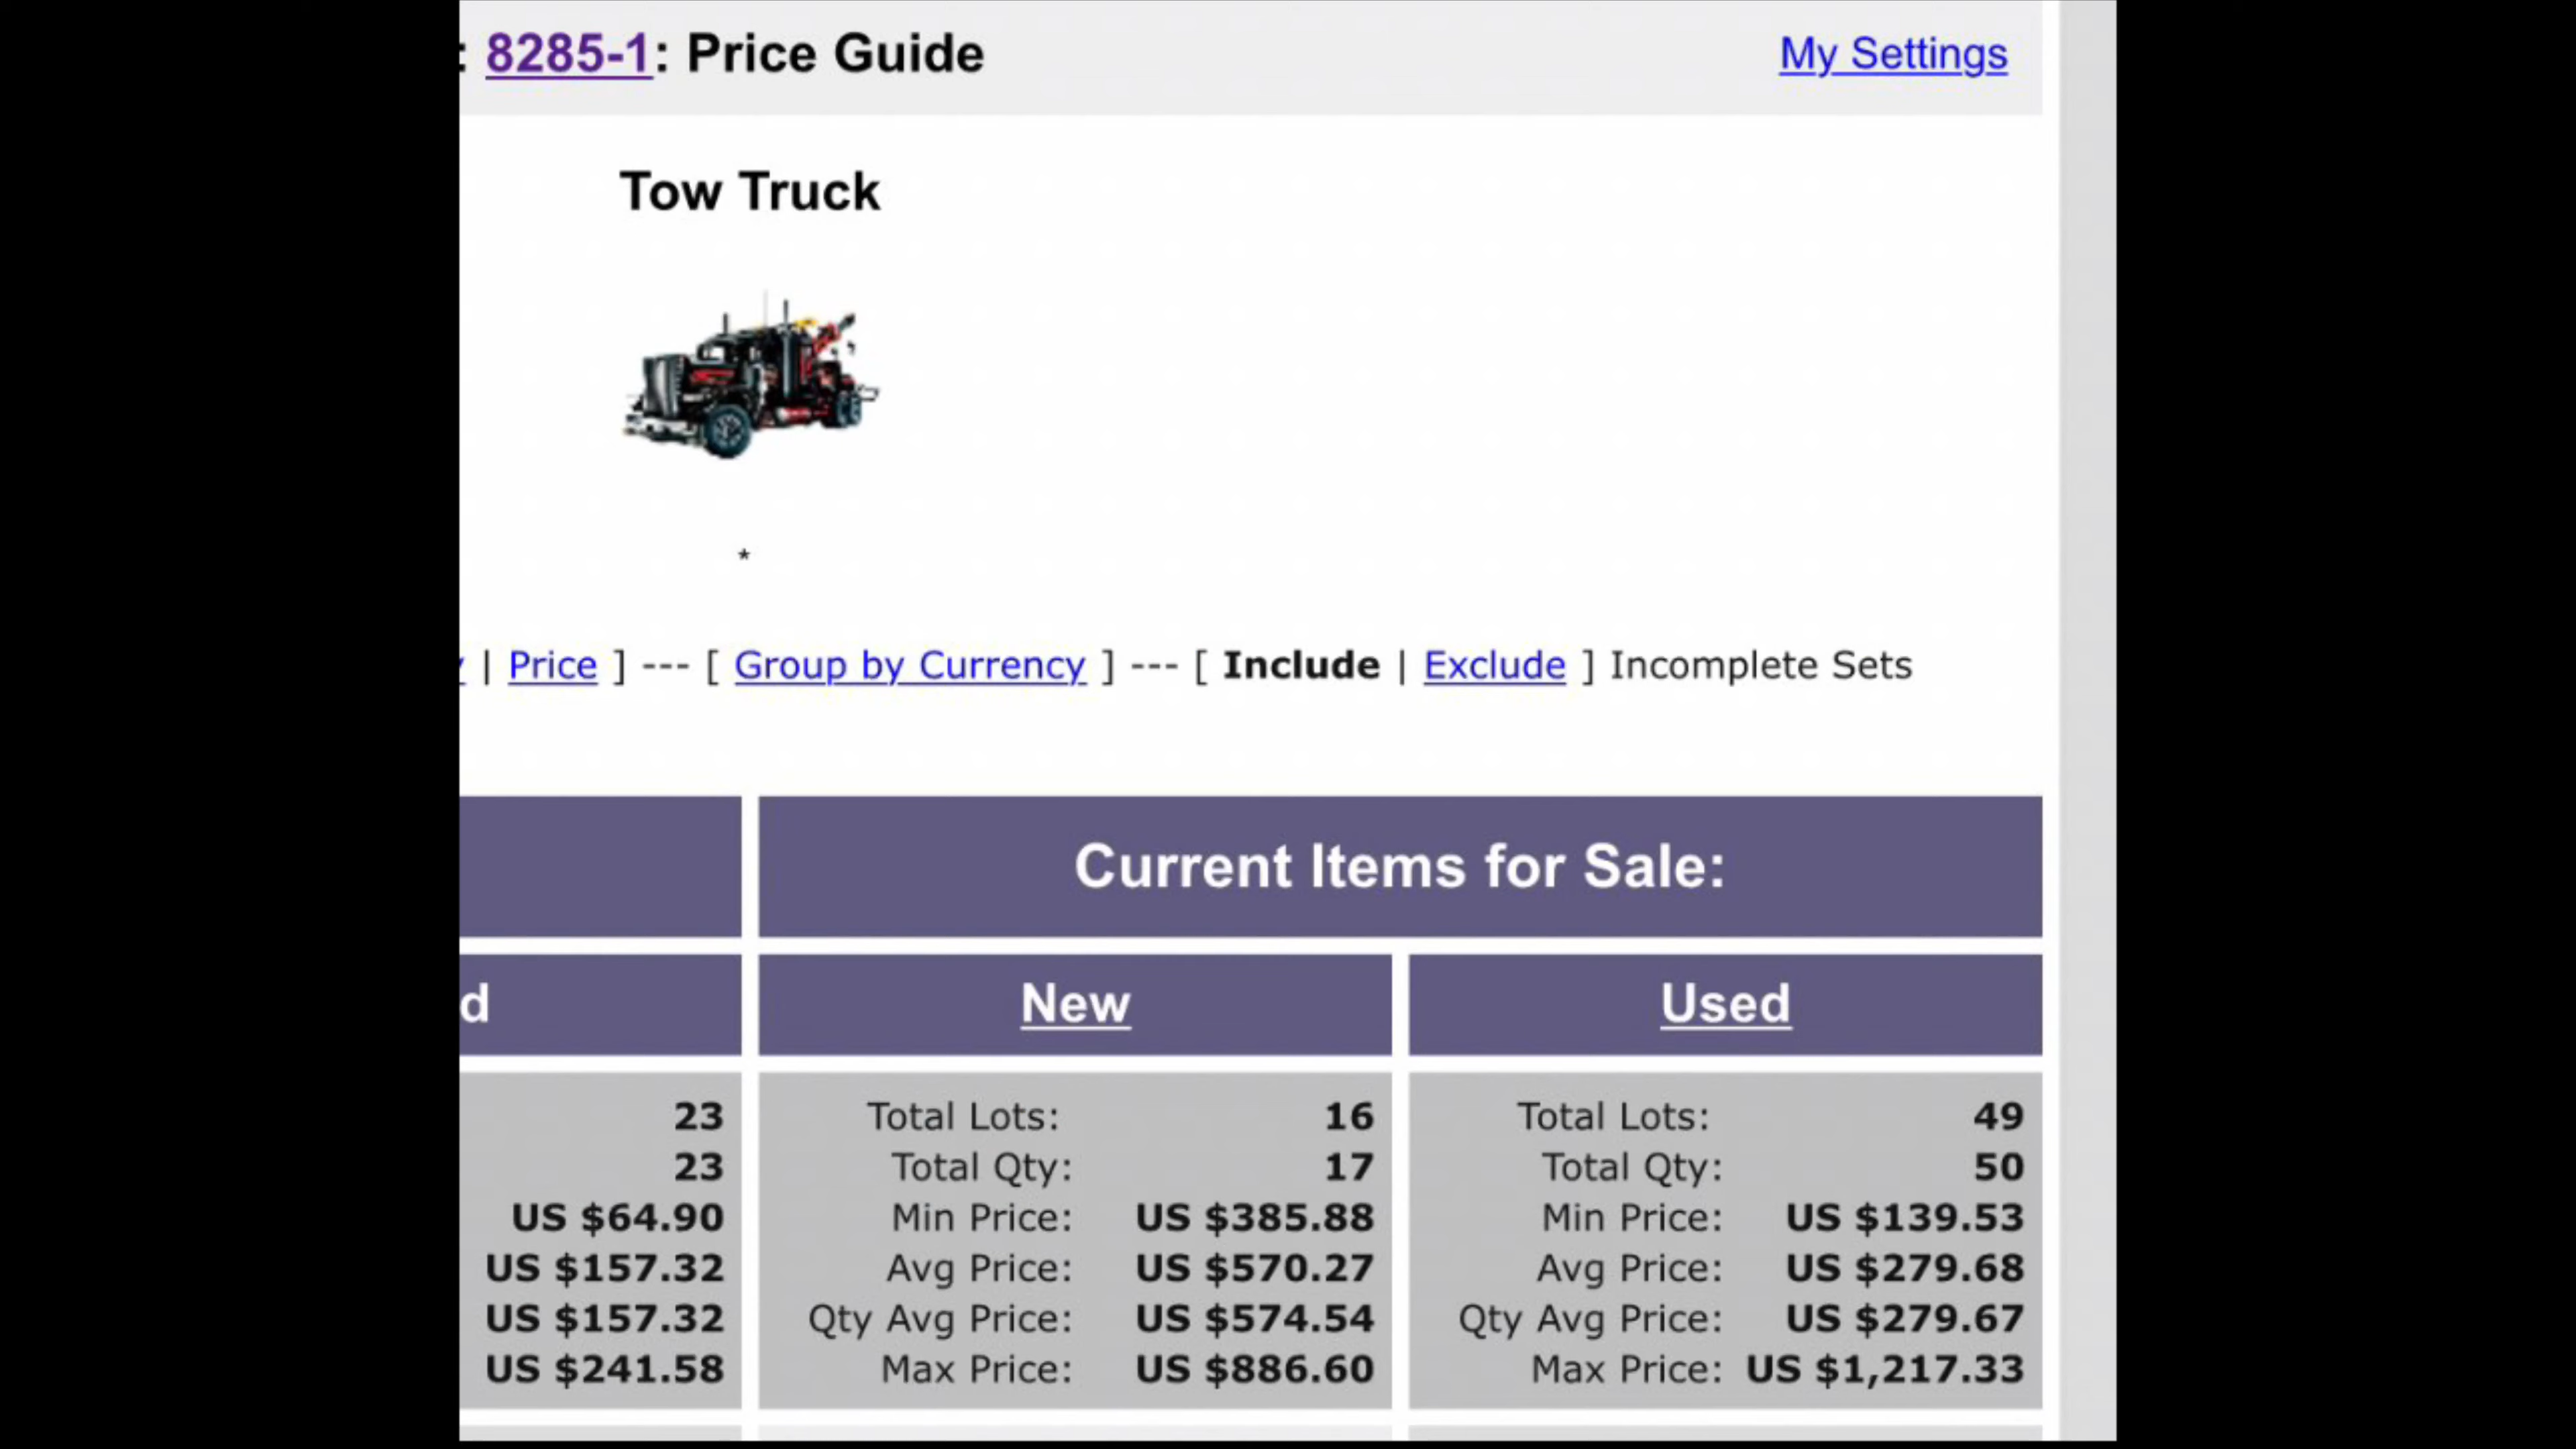 : 8285-1: Price Guide
My Settings
Tow Truck
*
| Price ] --- [ Group by Currency ] --- [ Include | Exclude ] Incomplete Sets
Current Items for Sale:
d
New
Used
23
Total Lots: 16
Total Lots: 49
23
Total Qty: 17
Total Qty: 50
US $64.90
Min Price: US $385.88
Min Price: US $139.53
US $157.32
Avg Price: US $570.27
Avg Price: US $279.68
US $157.32
Qty Avg Price: US $574.54
Qty Avg Price: US $279.67
US $241.58
Max Price: US $886.60
Max Price: US $1,217.33